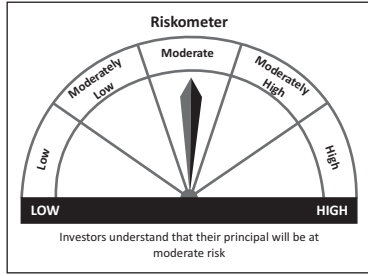 Riskometer
Moderate
Moderately
Low
Moderately
High
Low
High
LOW
HIGH
Investors understand that their principal will be at
moderate risk